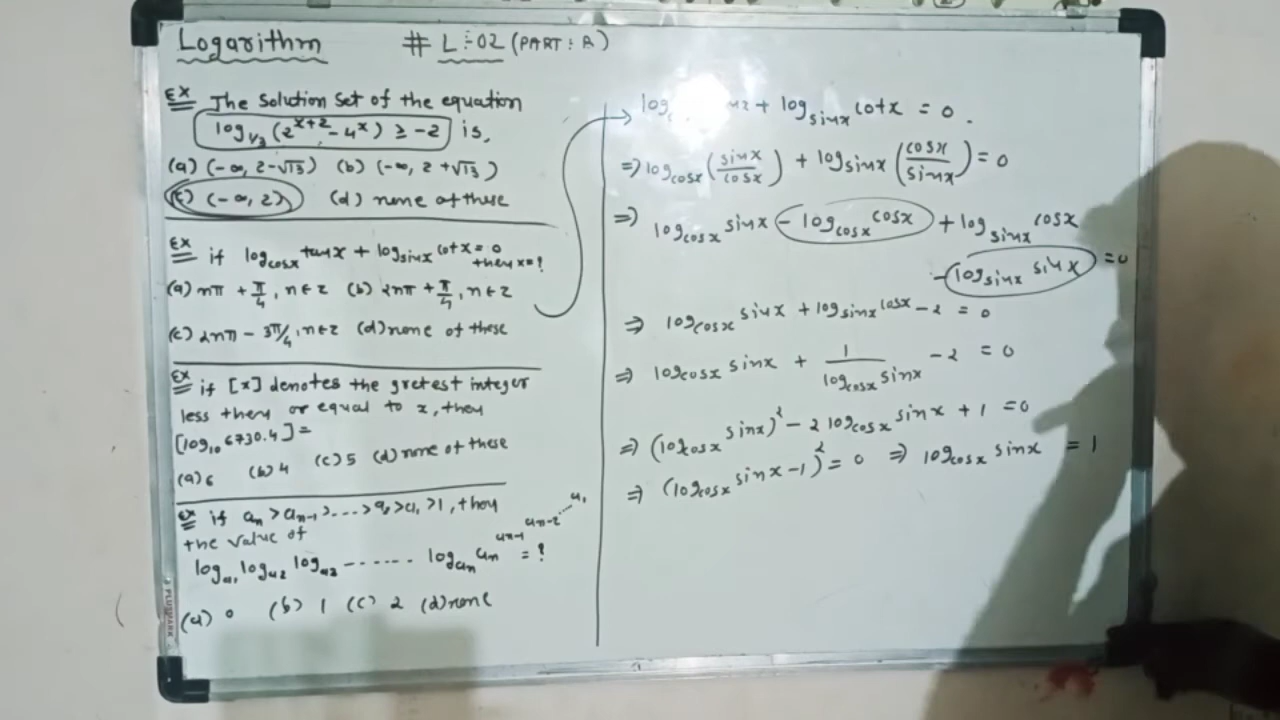 Logarithm # L:02 (PART: A)
Ex The solution set of the equation
log_{1/3} (2^{x+2} - 4^x) ≥ -2 is,
(a) (-∞, 2-√13) (b) (-∞, 2+√13)
(c) (-∞, 2) (d) none of these
Ex if log_{cosx} tanx + log_{sinx} cotx = 0
then x = ?
(a) nπ + π/4, n∈z (b) 2nπ + π/4, n∈z
(c) 2nπ - 3π/4, n∈z (d) none of these
Ex if [x] denotes the gretest integer
less then or equal to x, then
[log_{10} 6730.4] =
(a) 6 (b) 4 (c) 5 (d) none of these
Ex if a_n > a_{n-1} > ... > a_2 > a_1 > 1, then
the value of
log_{a_1} log_{a_2} log_{a_3} ------ log_{a_n} a_n^{a_{n-1}^{a_{n-2}^{...^{a_1}}}} = ?
(a) 0 (b) 1 (c) 2 (d) none
log + log_{sinx} cotx = 0.
⇒ log_{cosx} (sinx/cosx) + log_{sinx} (cosx/sinx) = 0
⇒ log_{cosx} sinx - log_{cosx} cosx + log_{sinx} cosx
- log_{sinx} sinx = 0
⇒ log_{cosx} sinx + log_{sinx} cosx - 2 = 0
⇒ log_{cosx} sinx + 1/(log_{cosx} sinx) - 2 = 0
⇒ (log_{cosx} sinx)^2 - 2 log_{cosx} sinx + 1 = 0
⇒ (log_{cosx} sinx - 1)^2 = 0 ⇒ log_{cosx} sinx = 1
PLUSMARK